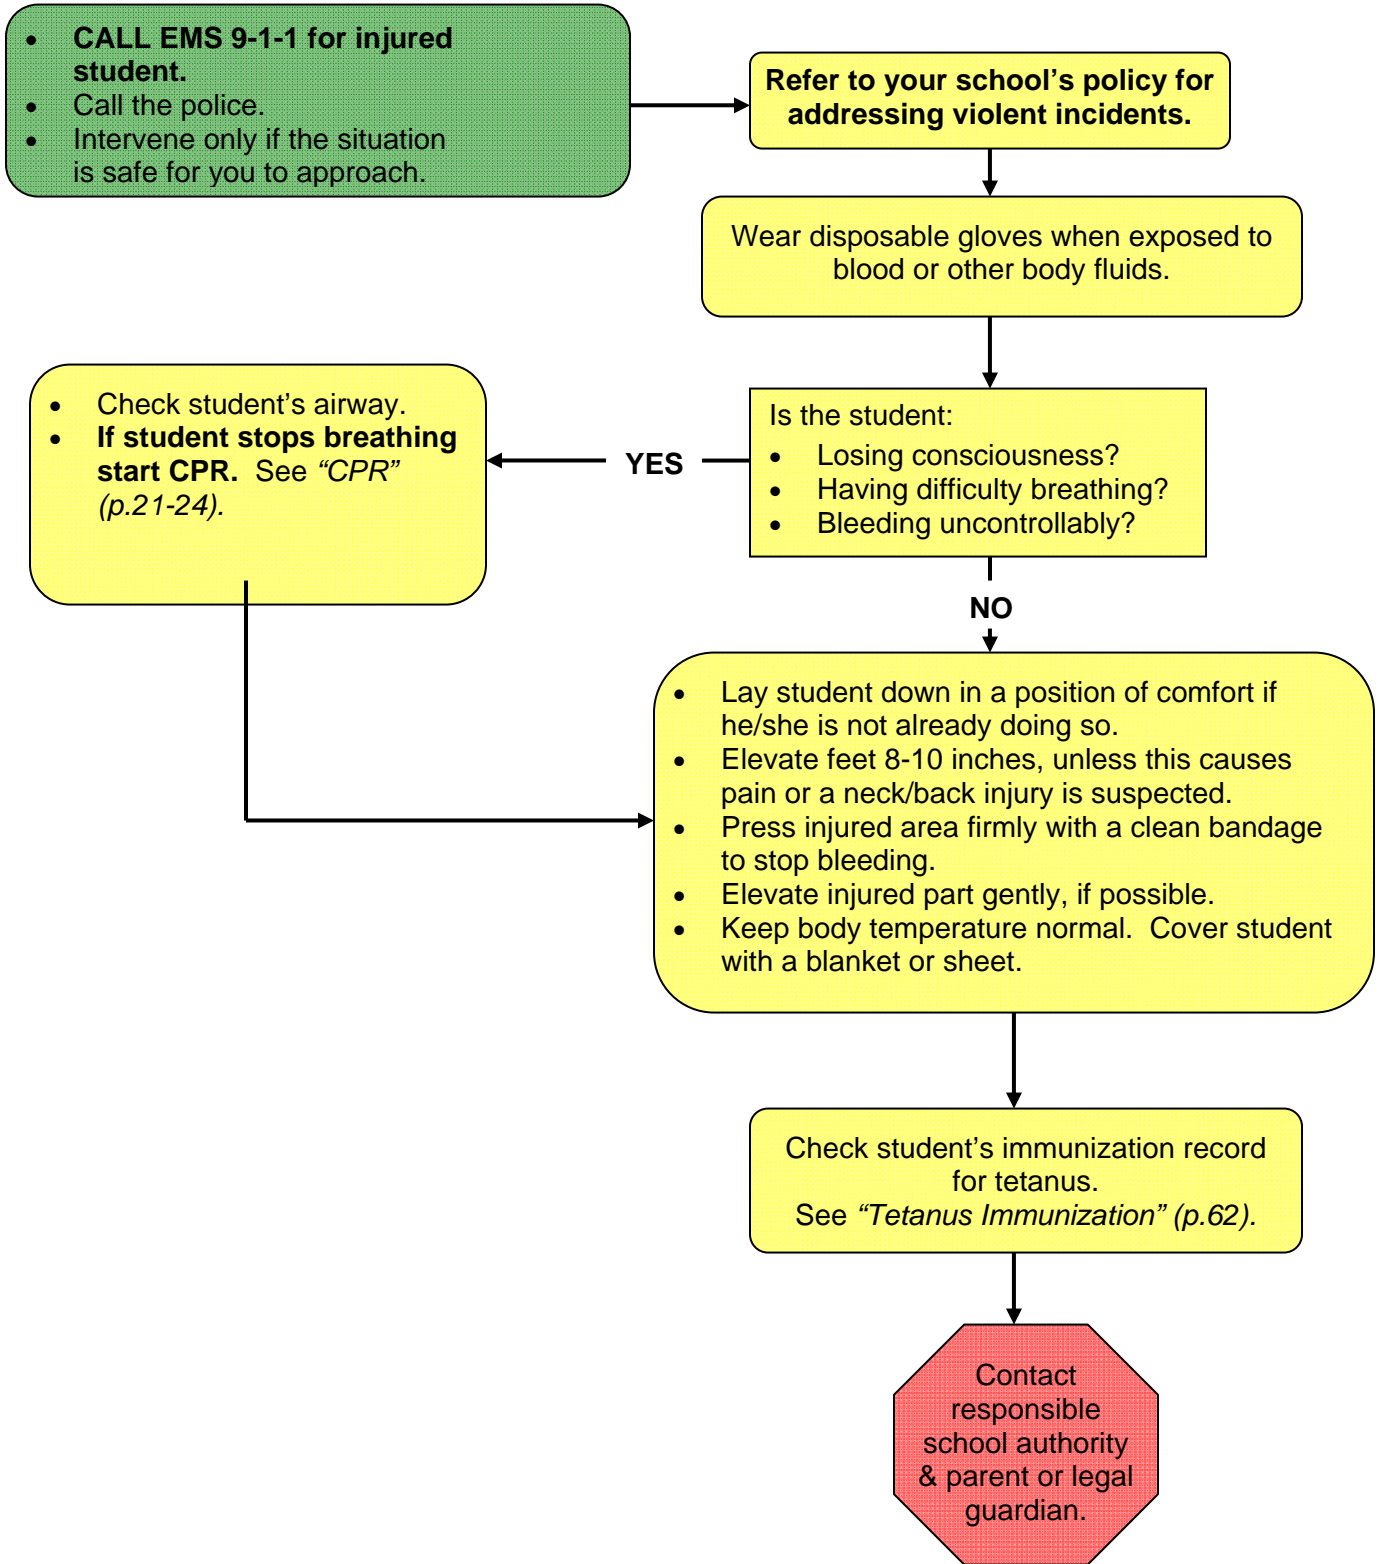 • CALL EMS 9-1-1 for injured
student.
• Call the police.
• Intervene only if the situation
is safe for you to approach.
Refer to your school’s policy for
addressing violent incidents.
Wear disposable gloves when exposed to
blood or other body fluids.
Is the student:
• Losing consciousness?
• Having difficulty breathing?
• Bleeding uncontrollably?
YES
• Check student’s airway.
• If student stops breathing
start CPR. See “CPR”
(p.21-24).
NO
• Lay student down in a position of comfort if
he/she is not already doing so.
• Elevate feet 8-10 inches, unless this causes
pain or a neck/back injury is suspected.
• Press injured area firmly with a clean bandage
to stop bleeding.
• Elevate injured part gently, if possible.
• Keep body temperature normal. Cover student
with a blanket or sheet.
Check student’s immunization record
for tetanus.
See “Tetanus Immunization” (p.62).
Contact
responsible
school authority
& parent or legal
guardian.